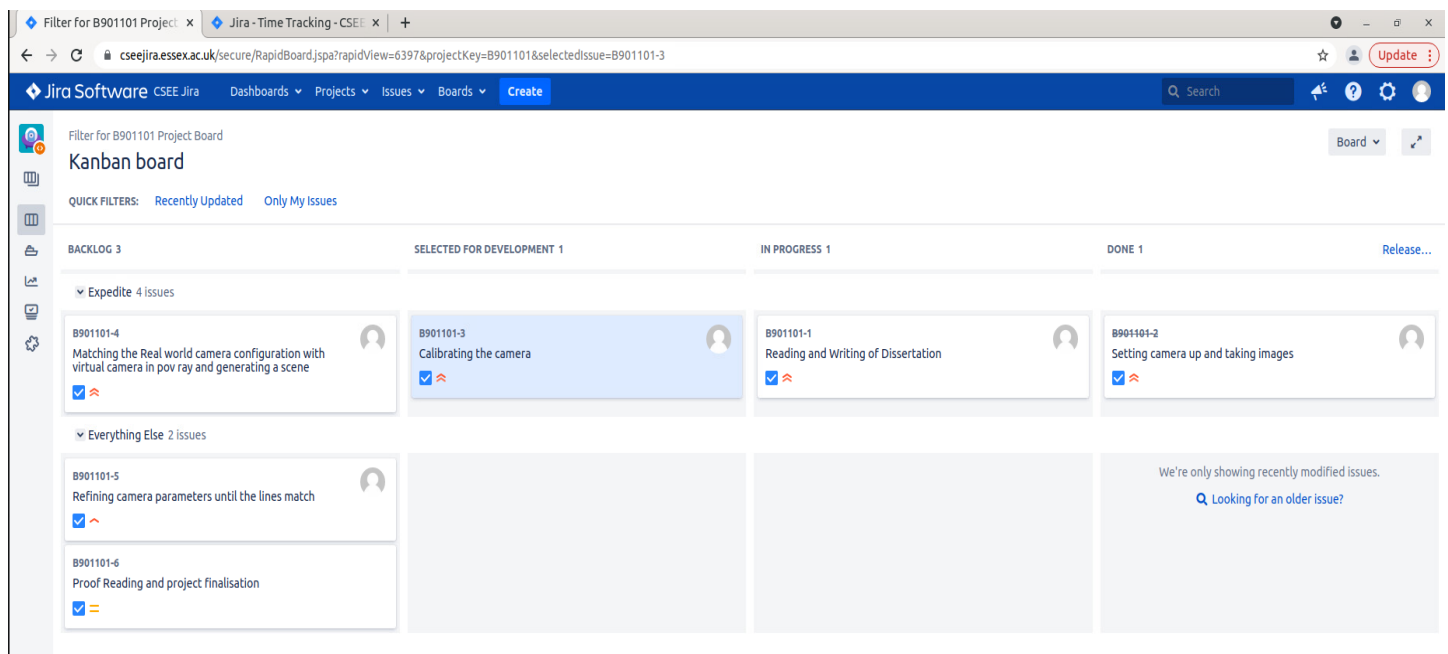 Filter for B901101 Project
Jira - Time Tracking - CSEE
cseejira.essex.ac.uk/secure/RapidBoard.jspa?rapidView=6397&projectKey=B901101&selectedIssue=B901101-3
Update
Jira Software CSEE Jira Dashboards Projects Issues Boards Create Search
Filter for B901101 Project Board
Kanban board
Board
QUICK FILTERS: Recently Updated Only My Issues
BACKLOG 3 SELECTED FOR DEVELOPMENT 1 IN PROGRESS 1 DONE 1 Release...
Expedite 4 issues
B901101-4
Matching the Real world camera configuration with
virtual camera in pov ray and generating a scene
B901101-3
Calibrating the camera
B901101-1
Reading and Writing of Dissertation
B901101-2
Setting camera up and taking images
Everything Else 2 issues
B901101-5
Refining camera parameters until the lines match
B901101-6
Proof Reading and project finalisation
We're only showing recently modified issues.
Looking for an older issue?